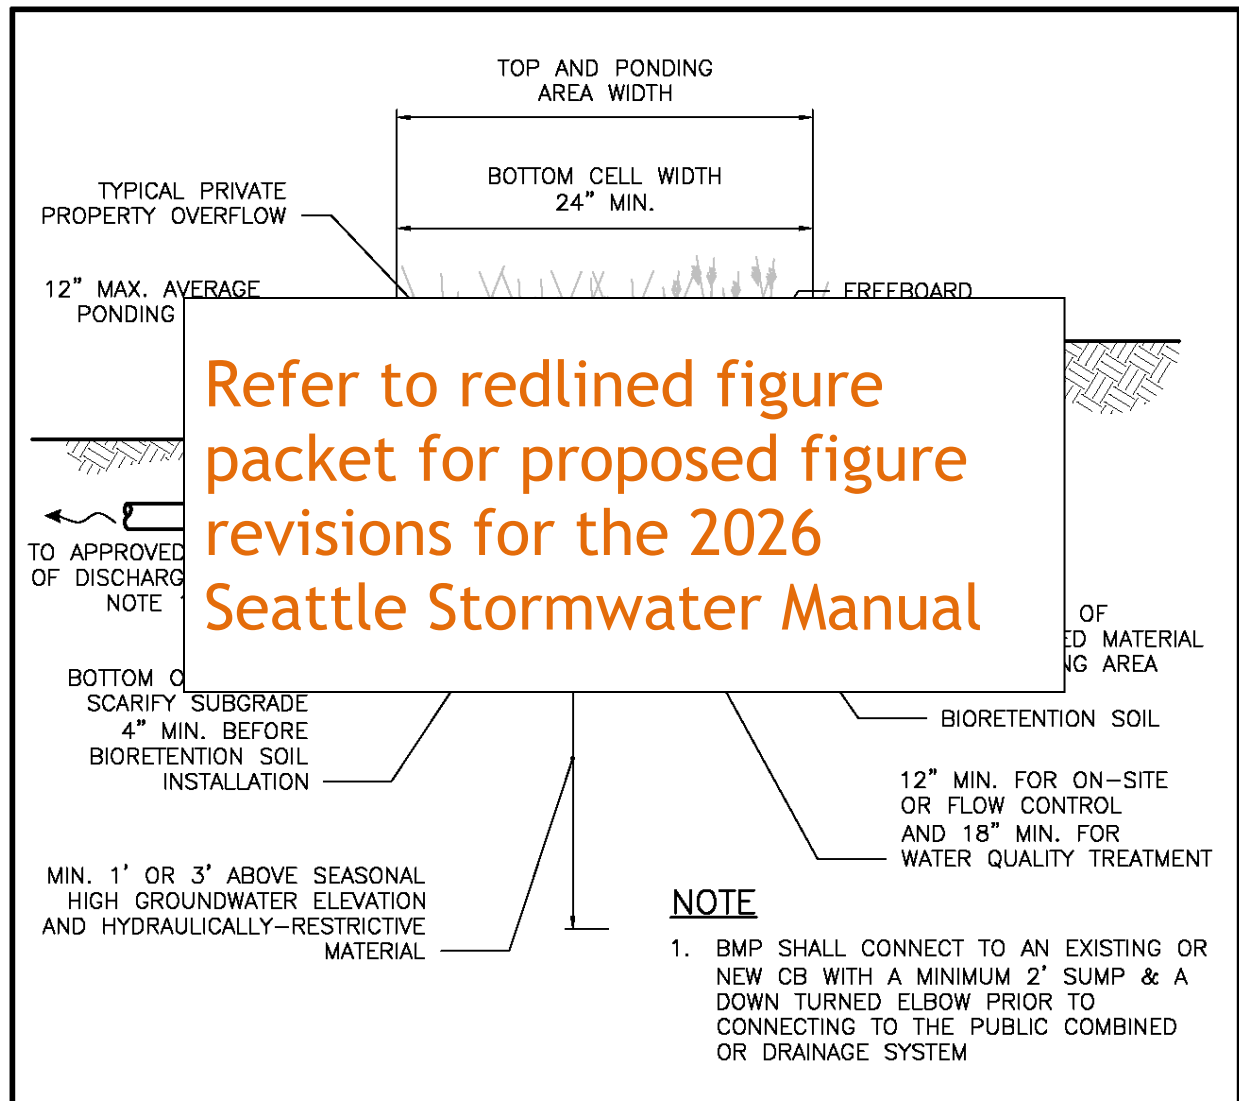 TOP AND PONDING
AREA WIDTH
BOTTOM CELL WIDTH
24" MIN.
TYPICAL PRIVATE
PROPERTY OVERFLOW
12" MAX. AVERAGE
PONDING
FREEBOARD
Refer to redlined figure
packet for proposed figure
revisions for the 2026
Seattle Stormwater Manual
TO APPROVED
OF
NOTE
OF
MATERIAL
AREA
BOTTOM
SCARIFY SUBGRADE
4" MIN. BEFORE
BIORETENTION SOIL
INSTALLATION
BIORETENTION SOIL
12" MIN. FOR ON-SITE
OR FLOW CONTROL
AND 18" MIN. FOR
WATER QUALITY TREATMENT
MIN. 1' OR 3' ABOVE SEASONAL
HIGH GROUNDWATER ELEVATION
AND HYDRAULICALLY-RESTRICTIVE
MATERIAL
NOTE
1. BMP SHALL CONNECT TO AN EXISTING OR
NEW CB WITH A MINIMUM 2' SUMP & A
DOWN TURNED ELBOW PRIOR TO
CONNECTING TO THE PUBLIC COMBINED
OR DRAINAGE SYSTEM